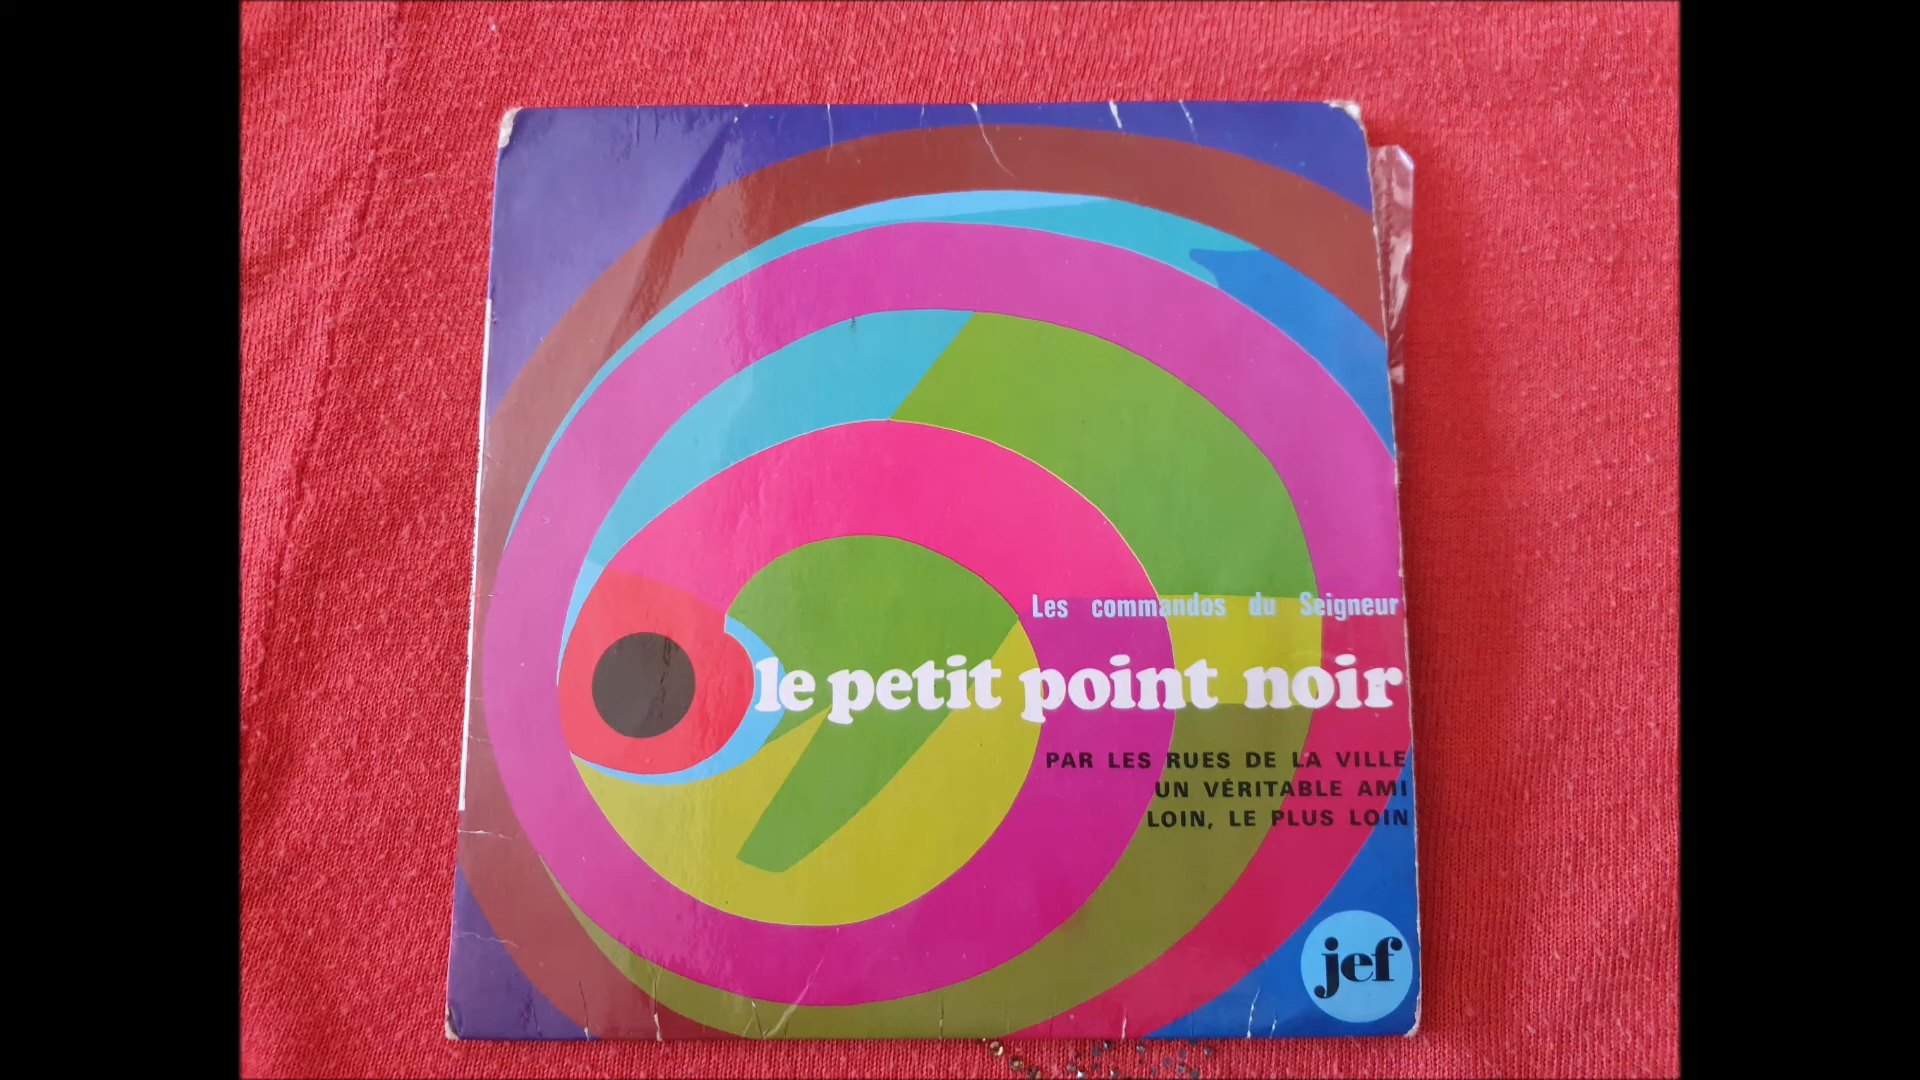 Les commandos du Seigneur
le petit point noir
PAR LES RUES DE LA VILLE
UN VÉRITABLE AMI
LOIN, LE PLUS LOIN
jef